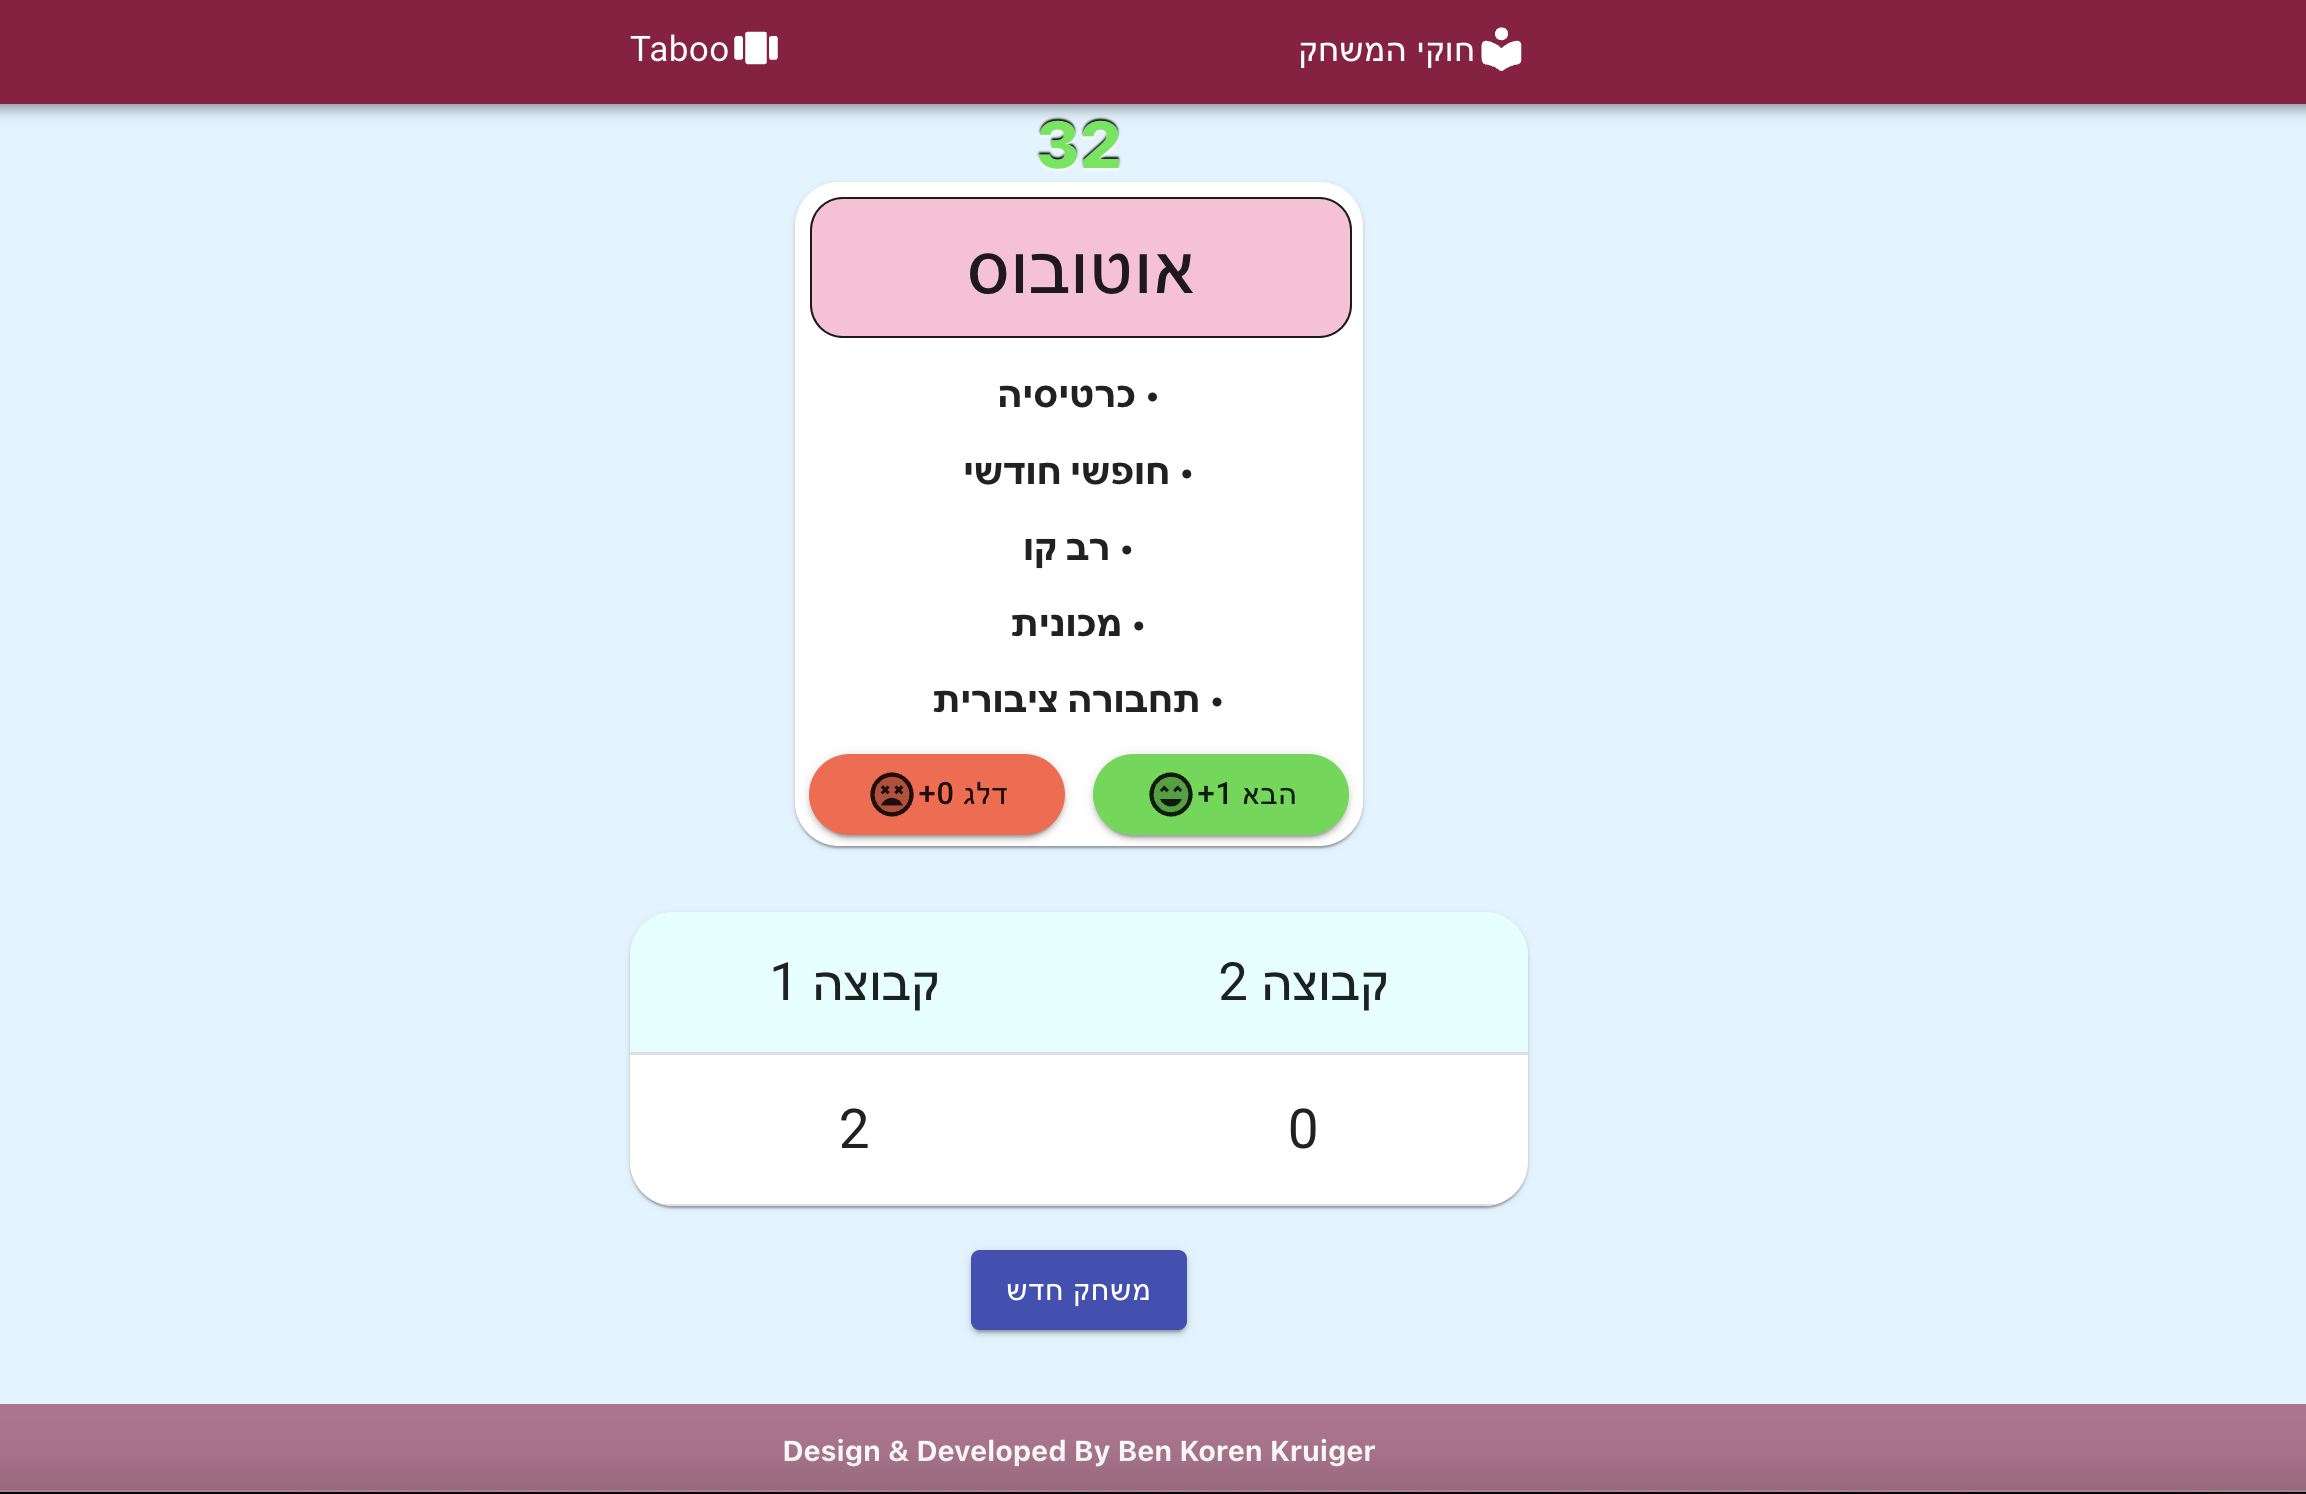 חוקי המשחק
Taboo
32
אוטובוס
• כרטיסיה
• חופשי חודשי
• רב קו
• מכונית
• תחבורה ציבורית
הבא 1+
דלג 0+
קבוצה 2
קבוצה 1
0
2
משחק חדש
Design & Developed By Ben Koren Kruiger